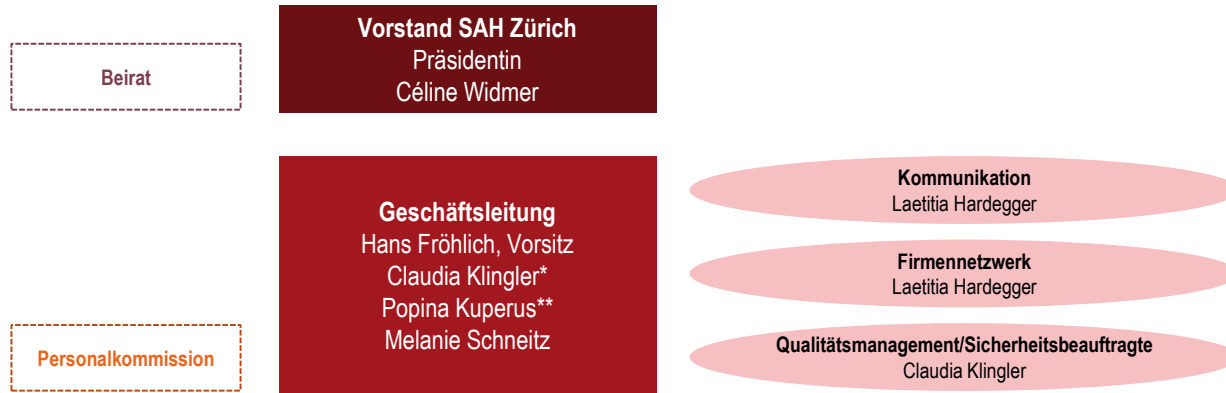 Beirat
Vorstand SAH Zürich
Präsidentin
Céline Widmer
Geschäftsleitung
Hans Fröhlich, Vorsitz
Claudia Klingler*
Popina Kuperus**
Melanie Schneitz
Kommunikation
Laetitia Hardegger
Firmennetzwerk
Laetitia Hardegger
Qualitätsmanagement/Sicherheitsbeauftragte
Claudia Klingler
Personalkommission